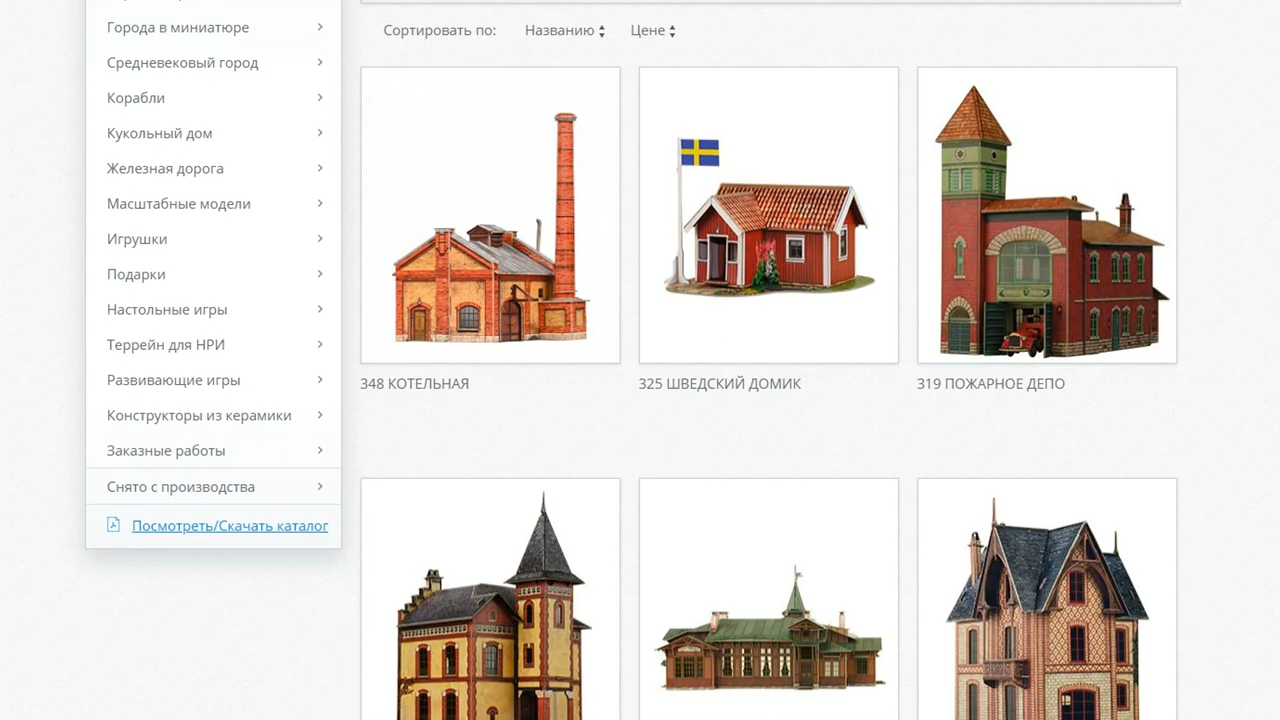 Города в миниатюре
Средневековый город
Корабли
Кукольный дом
Железная дорога
Масштабные модели
Игрушки
Подарки
Настольные игры
Террейн для НРИ
Развивающие игры
Конструкторы из керамики
Заказные работы
Снято с производства
Посмотреть/Скачать каталог
Сортировать по: Названию Цене
348 КОТЕЛЬНАЯ
325 ШВЕДСКИЙ ДОМИК
319 ПОЖАРНОЕ ДЕПО